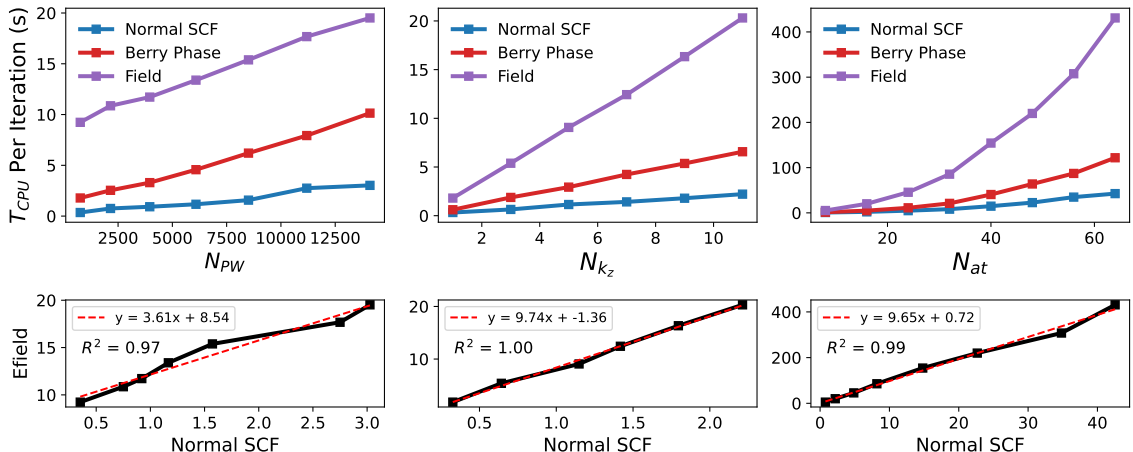 T_CPU Per Iteration (s)
20
15
10
5
0
Normal SCF
Berry Phase
Field
2500 5000 7500 10000 12500
N_PW
20
15
10
5
0
Normal SCF
Berry Phase
Field
2 4 6 8 10
N_{k_z}
400
300
200
100
0
Normal SCF
Berry Phase
Field
20 40 60
N_at
Efield
20
15
10
y = 3.61x + 8.54
R² = 0.97
0.5 1.0 1.5 2.0 2.5 3.0
Normal SCF
20
10
y = 9.74x + -1.36
R² = 1.00
0.5 1.0 1.5 2.0
Normal SCF
400
200
0
y = 9.65x + 0.72
R² = 0.99
0 10 20 30 40
Normal SCF